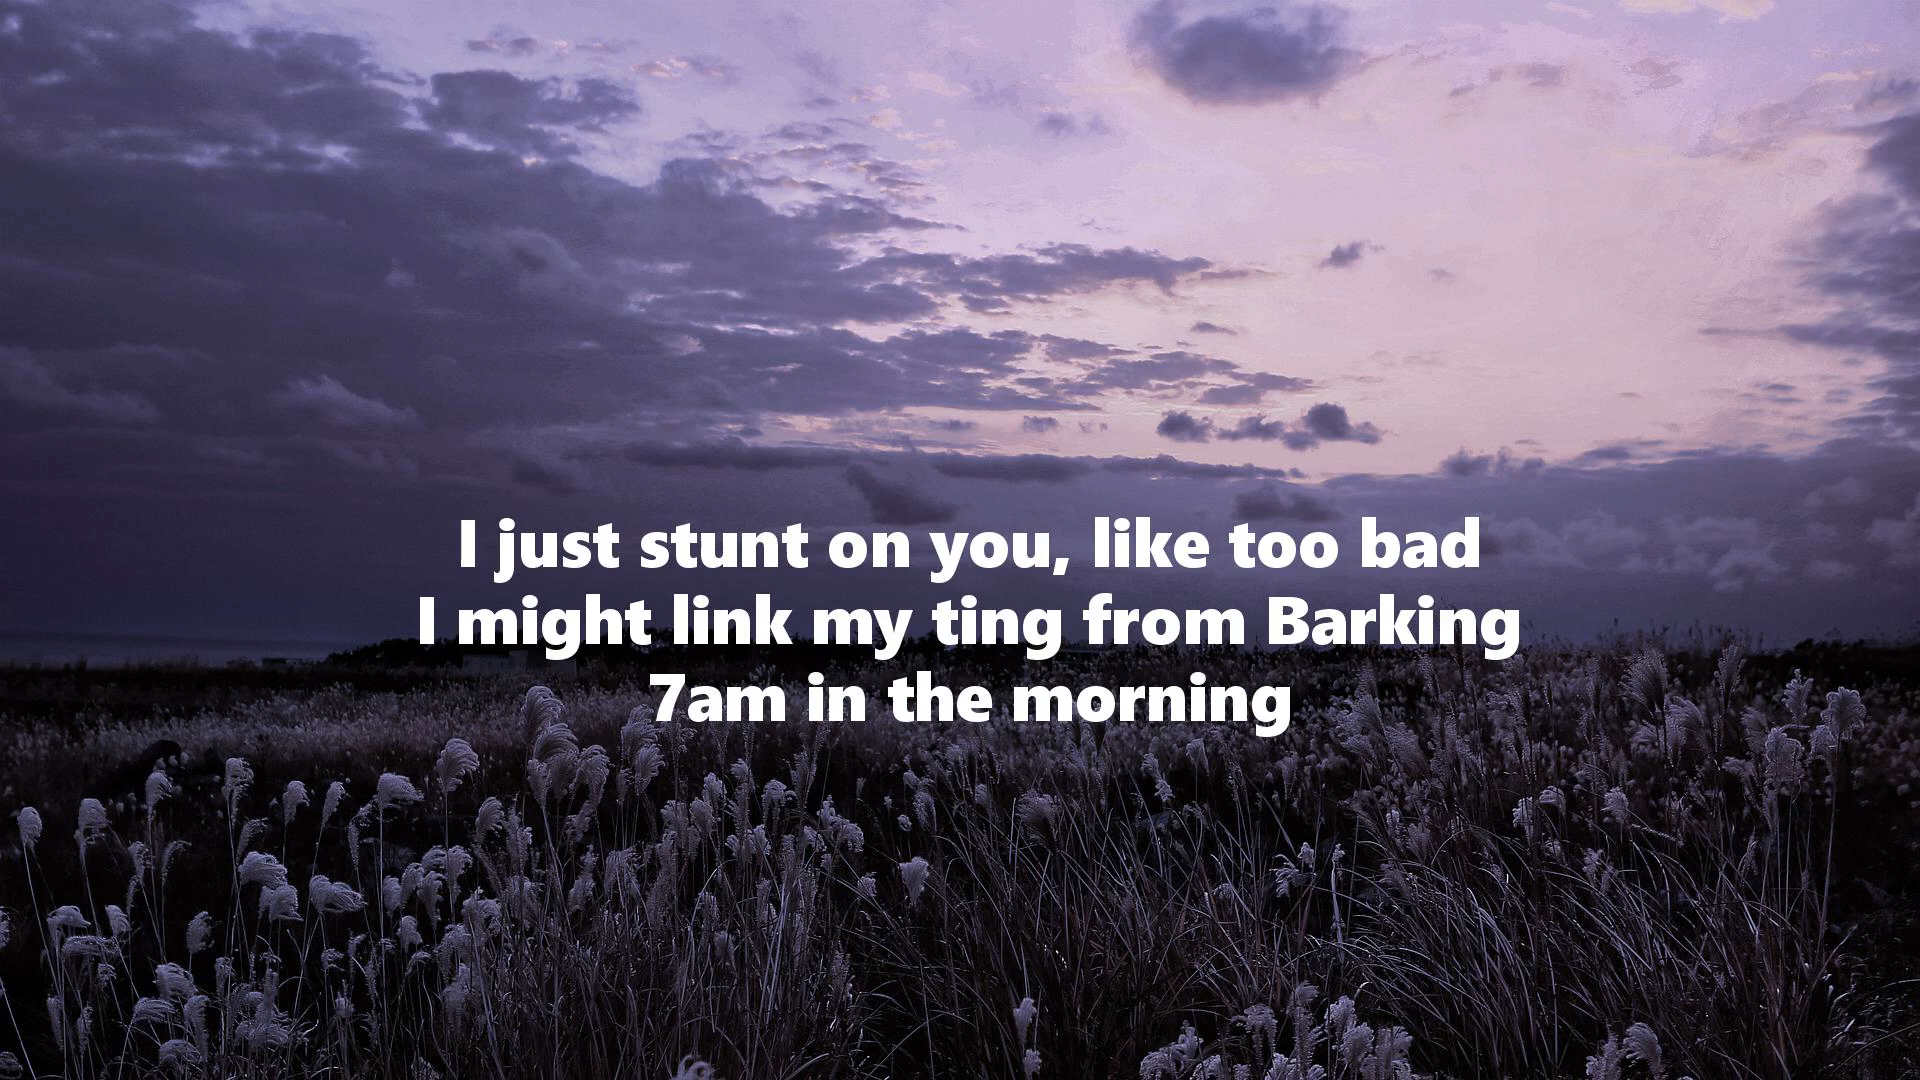 I just stunt on you, like too bad
I might link my ting from Barking
7am in the morning